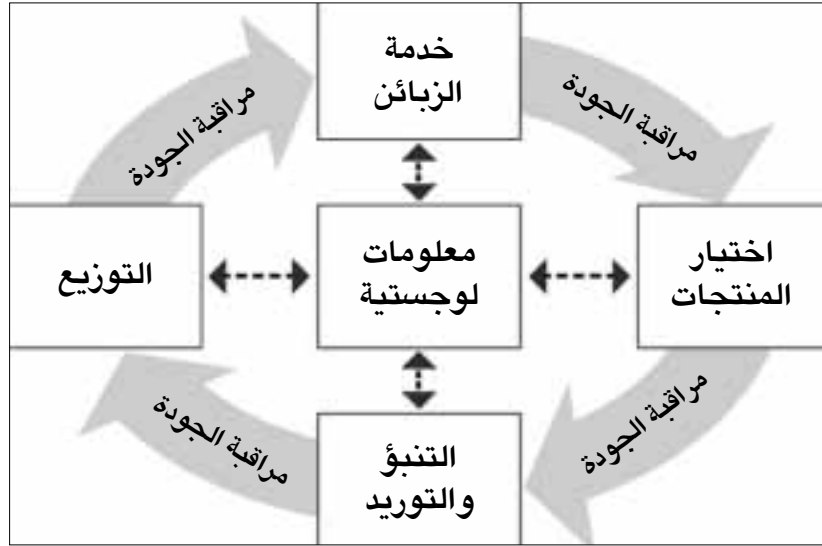 خدمة
الزبائن
مراقبة الجودة
مراقبة الجودة
اختيار
المنتجات
معلومات
لوجستية
التوزيع
مراقبة الجودة
مراقبة الجودة
التنبؤ
والتوريد